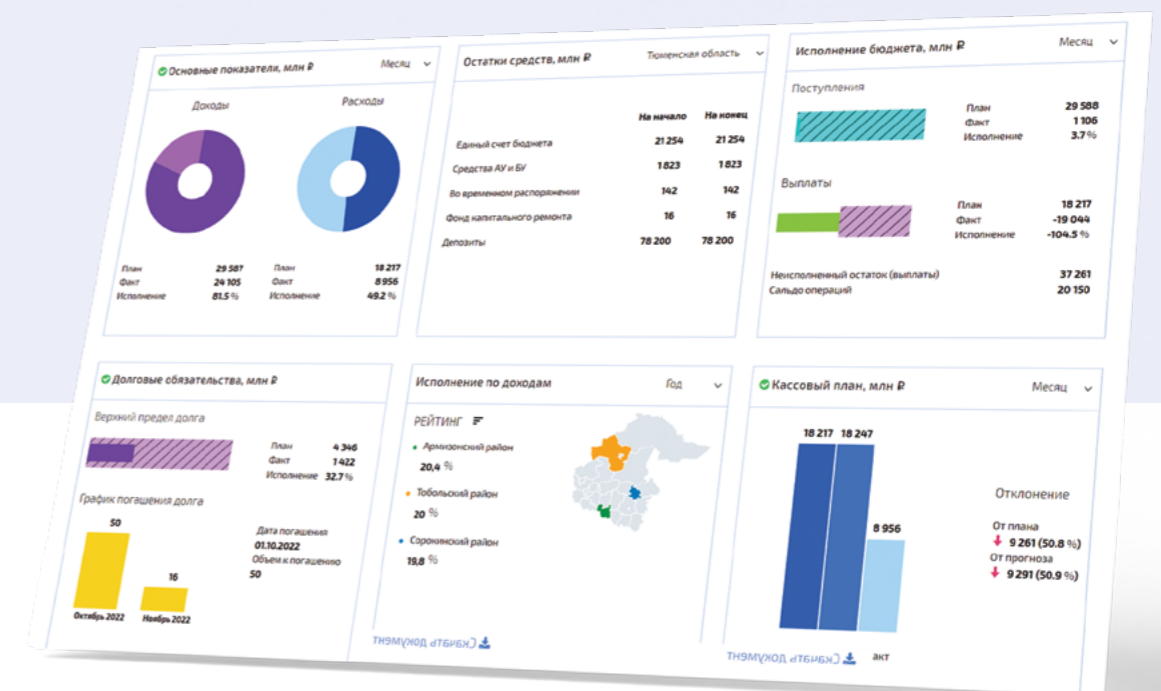 Основные показатели, млн ₽ Месяц
Доходы Расходы
План 29 587 План 18 217
Факт 24 105 Факт 8 956
Исполнение 81.5 % Исполнение 49.2 %
Остатки средств, млн ₽ Тюменская область
На начало На конец
Единый счет бюджета 21 254 21 254
Средства АУ и БУ 1 823 1 823
Во временном распоряжении 142 142
Фонд капитального ремонта 16 16
Депозиты 78 200 78 200
Исполнение бюджета, млн ₽ Месяц
Поступления
План 29 588
Факт 1 106
Исполнение 3.7 %
Выплаты
План 18 217
Факт -19 044
Исполнение -104.5 %
Неисполненный остаток (выплаты) 37 261
Сальдо операций 20 150
Долговые обязательства, млн ₽
Верхний предел долга
План 4 346
Факт 1 422
Исполнение 32.7 %
График погашения долга
50
16
Октябрь 2022 Ноябрь 2022
Дата погашения
01.10.2022
Объем к погашению
50
Исполнение по доходам Год
РЕЙТИНГ
Армизонский район
20,4 %
Тобольский район
20 %
Сорокинский район
19,8 %
Скачать документ
Кассовый план, млн ₽ Месяц
18 217 18 247
8 956
Отклонение
От плана
9 261 (50.8 %)
От прогноза
9 291 (50.9 %)
Скачать документ акт